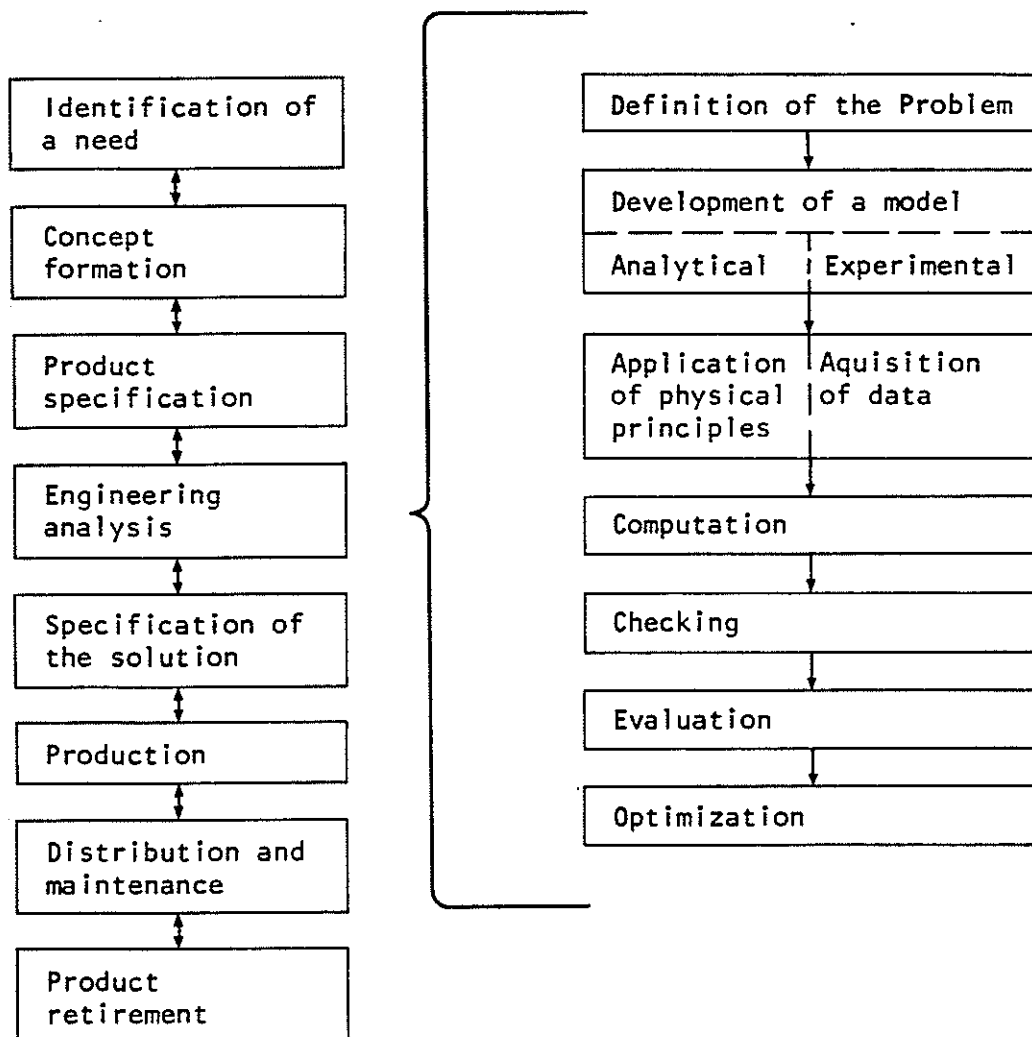 Identification of
a need
Concept
formation
Product
specification
Engineering
analysis
Specification of
the solution
Production
Distribution and
maintenance
Product
retirement
Definition of the Problem
Development of a model
Analytical
Experimental
Application
of physical
principles
Aquisition
of data
Computation
Checking
Evaluation
Optimization